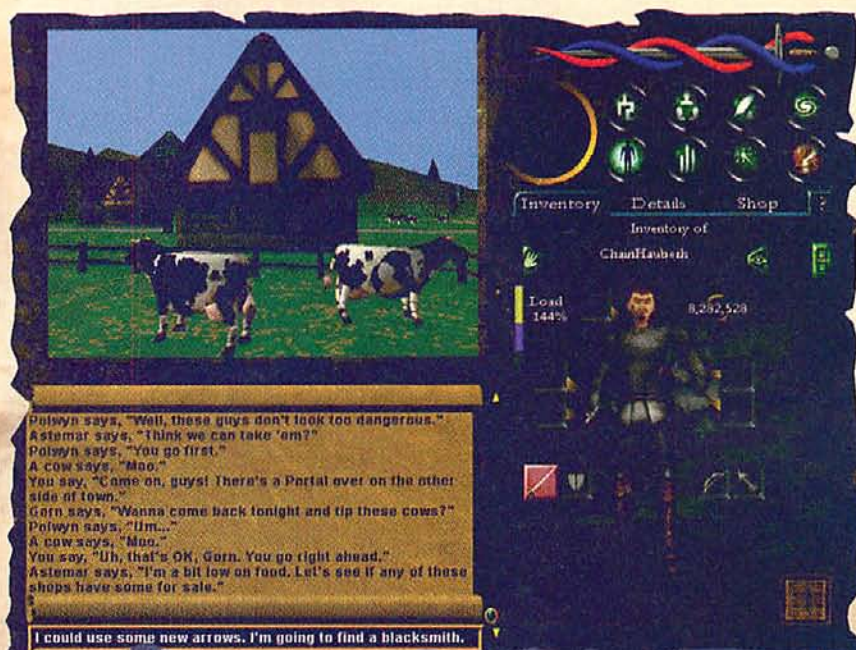 Inventory Details Shop ?
Inventory of
ChainHauberk
Load
144%
8,282,528
Polwyn says, "Well, these guys don't look too dangerous."
Astemar says, "Think we can take 'em?"
Polwyn says, "You go first."
A cow says, "Moo."
You say, "Come on, guys! There's a Portal over on the other
side of town."
Gorn says, "Wanna come back tonight and tip these cows?"
Polwyn says, "Um..."
A cow says, "Moo."
You say, "Uh, that's OK, Gorn. You go right ahead."
Astemar says, "I'm a bit low on food. Let's see if any of these
shops have some for sale."
I could use some new arrows. I'm going to find a blacksmith.